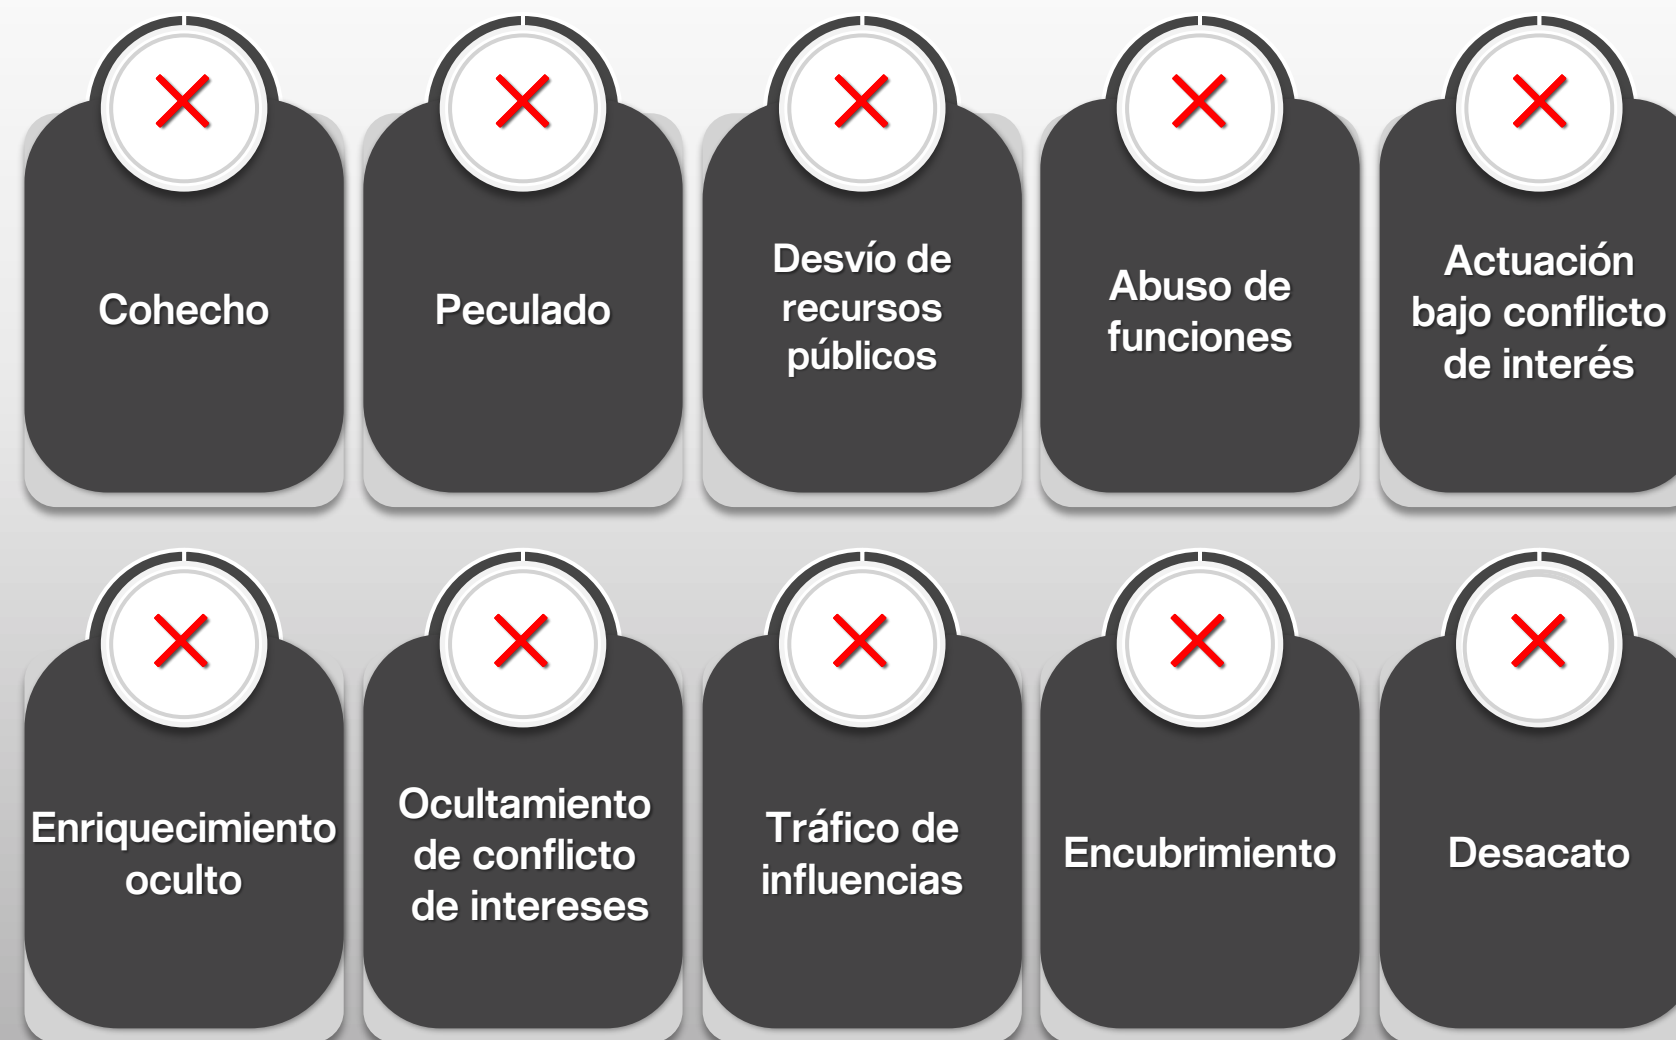 Cohecho
Peculado
Desvío de
recursos
públicos
Abuso de
funciones
Actuación
bajo conflicto
de interés
Enriquecimiento
oculto
Ocultamiento
de conflicto
de intereses
Tráfico de
influencias
Encubrimiento
Desacato